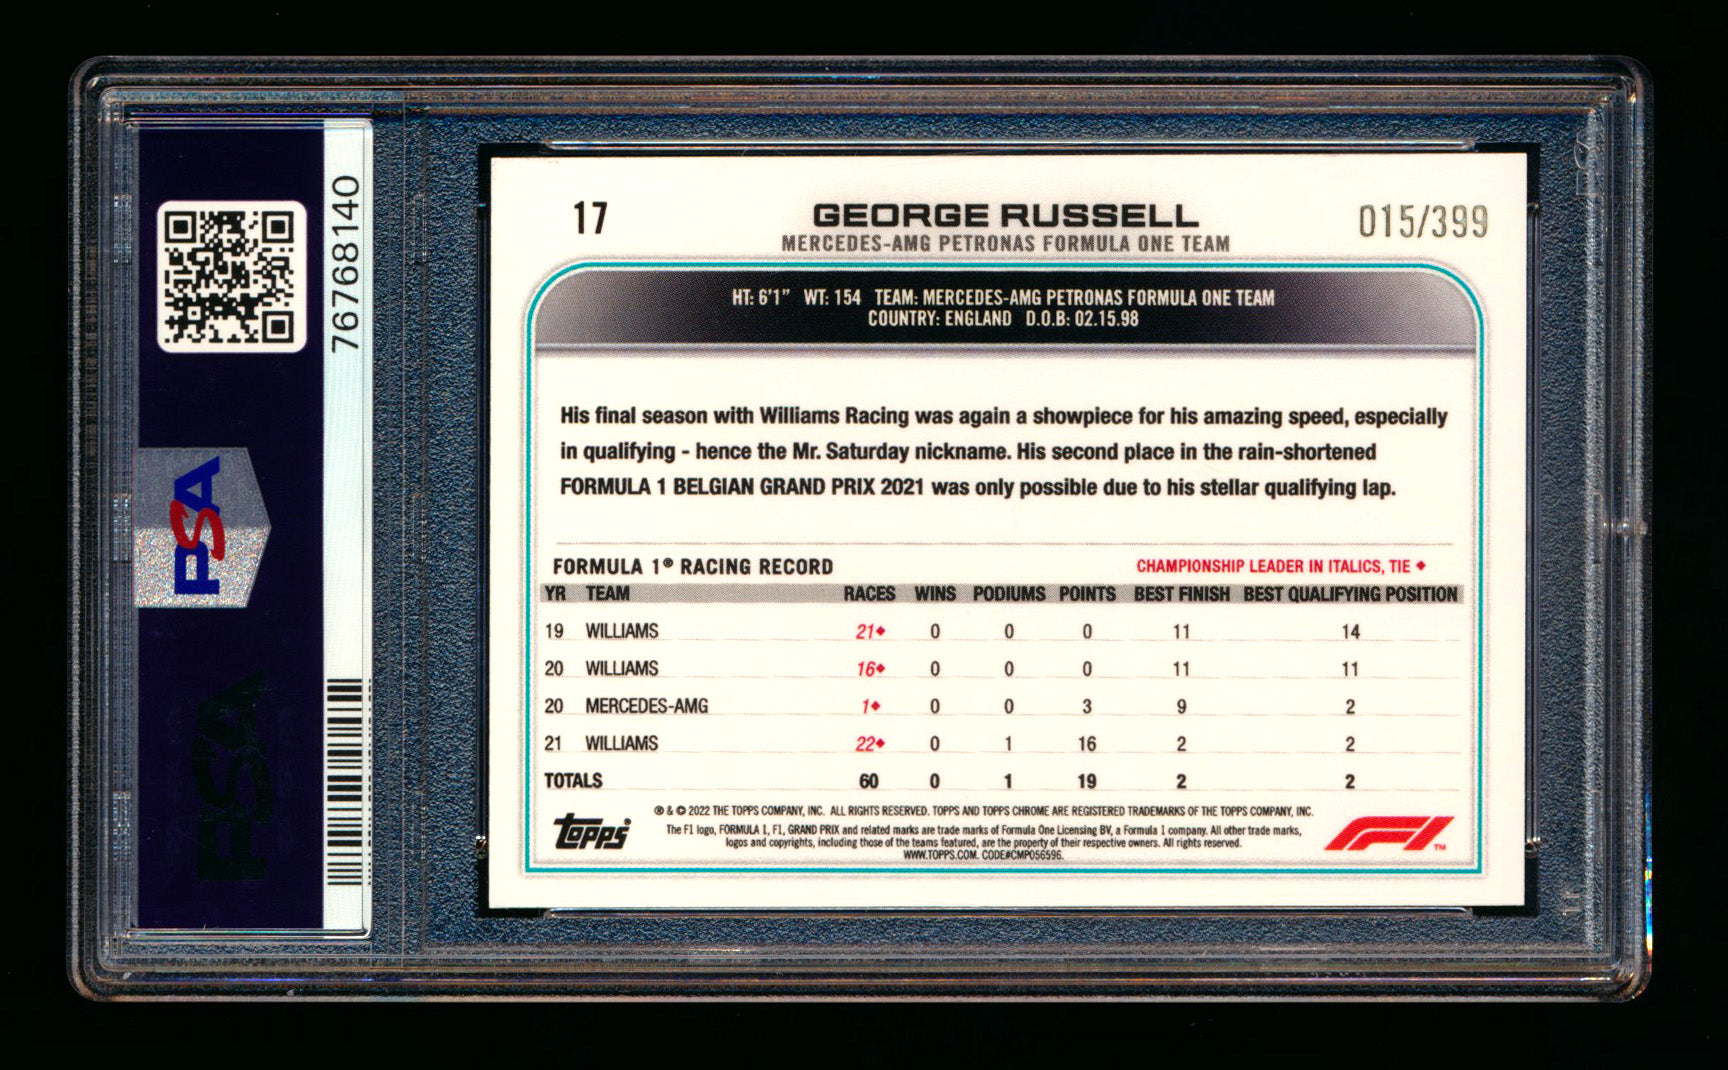 76768140
PSA
PSA
17
GEORGE RUSSELL
015/399
MERCEDES-AMG PETRONAS FORMULA ONE TEAM
HT: 6'1" WT: 154 TEAM: MERCEDES-AMG PETRONAS FORMULA ONE TEAM
COUNTRY: ENGLAND D.O.B: 02.15.98
His final season with Williams Racing was again a showpiece for his amazing speed, especially
in qualifying - hence the Mr. Saturday nickname. His second place in the rain-shortened
FORMULA 1 BELGIAN GRAND PRIX 2021 was only possible due to his stellar qualifying lap.
FORMULA 1® RACING RECORD CHAMPIONSHIP LEADER IN ITALICS, TIE ♦
YR TEAM RACES WINS PODIUMS POINTS BEST FINISH BEST QUALIFYING POSITION
19 WILLIAMS 21♦ 0 0 0 11 14
20 WILLIAMS 16♦ 0 0 0 11 11
20 MERCEDES-AMG 1♦ 0 0 3 9 2
21 WILLIAMS 22♦ 0 1 16 2 2
TOTALS 60 0 1 19 2 2
® & © 2022 THE TOPPS COMPANY, INC. ALL RIGHTS RESERVED. TOPPS AND TOPPS CHROME ARE REGISTERED TRADEMARKS OF THE TOPPS COMPANY, INC.
The F1 logo, FORMULA 1, F1, GRAND PRIX and related marks are trade marks of Formula One Licensing BV, a Formula 1 company. All other trade marks,
logos and copyrights, including those of the teams featured, are the property of their respective owners. All rights reserved.
WWW.TOPPS.COM. CODE#CMP056596.
topps®
F1™